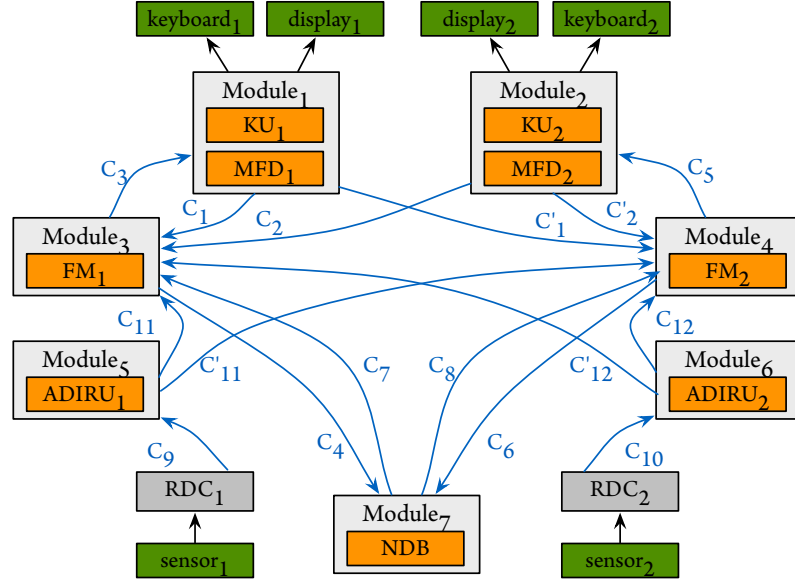 keyboard₁ display₁ display₂ keyboard₂
Module₁ Module₂
KU₁ KU₂
MFD₁ MFD₂
C₃ C₅
C₁ C₂ C'₁ C'₂
Module₃ Module₄
FM₁ FM₂
C₁₁ C₁₂
Module₅ C'₁₁ C₇ C₈ C'₁₂ Module₆
ADIRU₁ ADIRU₂
C₉ C₄ C₆ C₁₀
RDC₁ RDC₂
Module₇
NDB
sensor₁ sensor₂